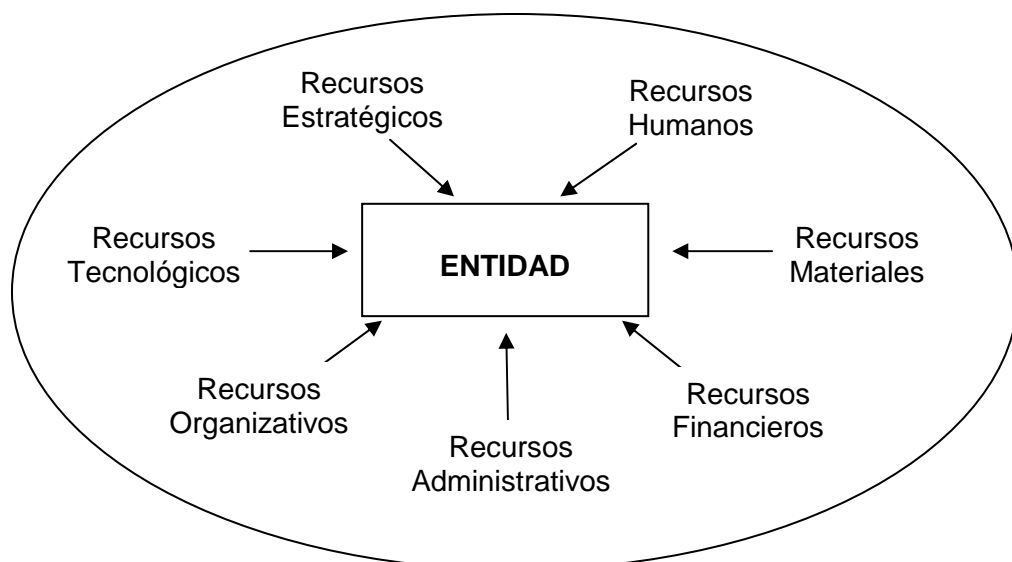 Recursos
Estratégicos
Recursos
Humanos
Recursos
Tecnológicos
ENTIDAD
Recursos
Materiales
Recursos
Organizativos
Recursos
Administrativos
Recursos
Financieros